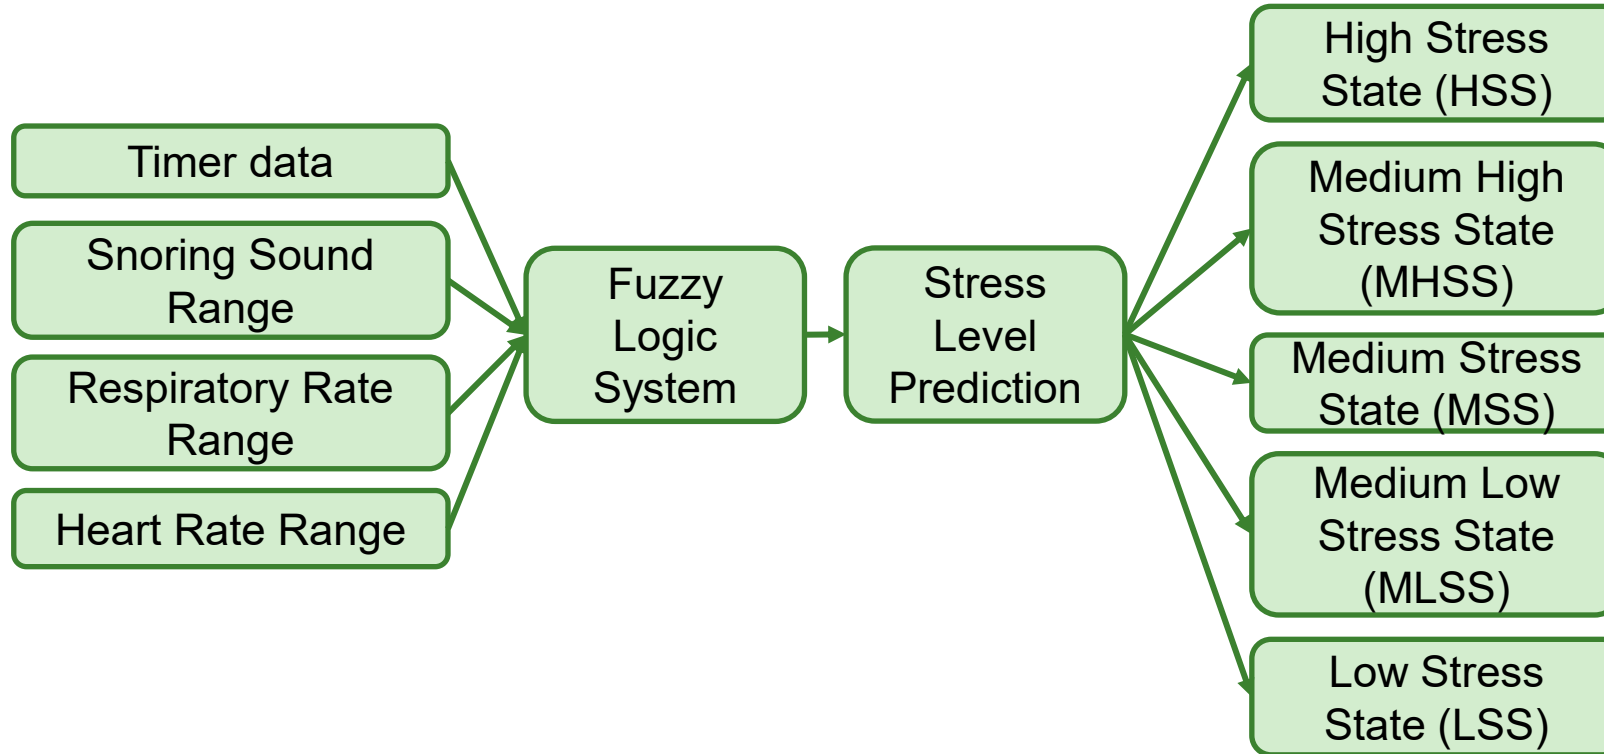 Timer data
Snoring Sound
Range
Respiratory Rate
Range
Heart Rate Range
Fuzzy
Logic
System
Stress
Level
Prediction
High Stress
State (HSS)
Medium High
Stress State
(MHSS)
Medium Stress
State (MSS)
Medium Low
Stress State
(MLSS)
Low Stress
State (LSS)